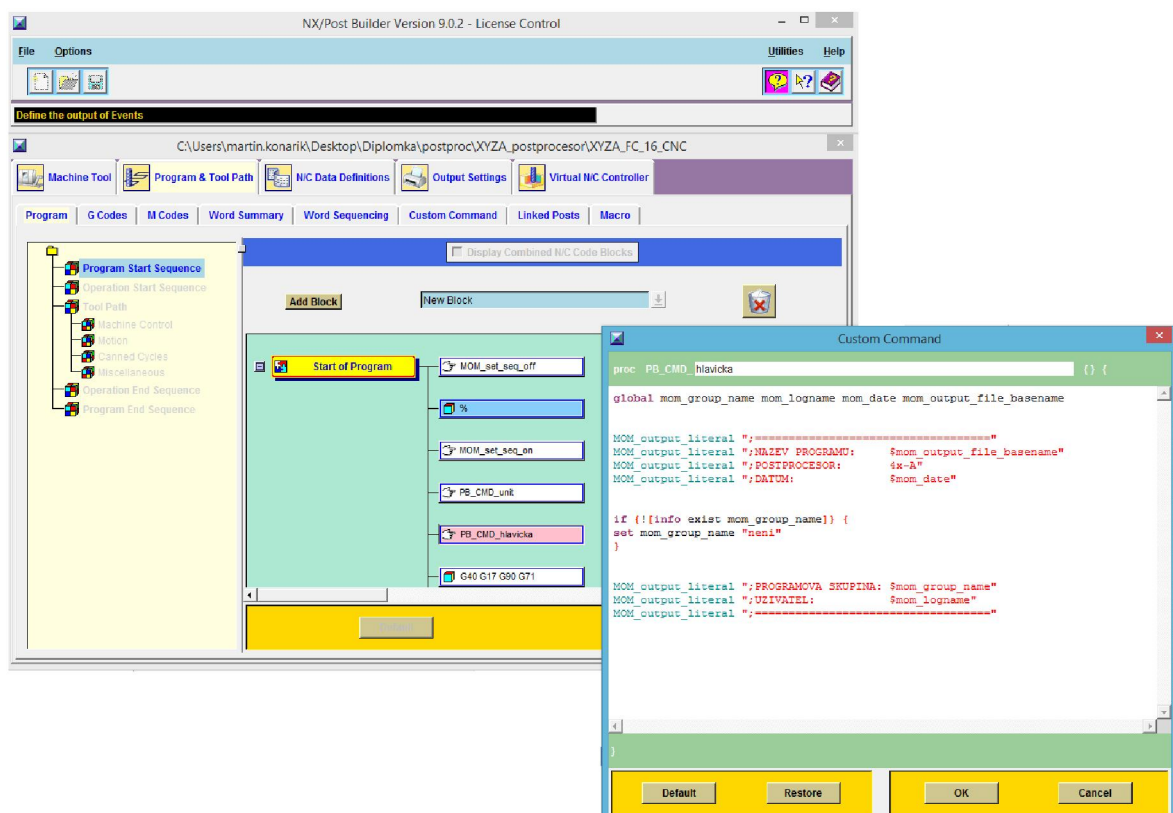 NX/Post Builder Version 9.0.2 - License Control
File Options Utilities Help
Define the output of Events
C:\Users\martin.konarik\Desktop\Diplomka\postproc\XYZA_postprocesor\XYZA_FC_16_CNC
Machine Tool Program & Tool Path N/C Data Definitions Output Settings Virtual N/C Controller
Program G Codes M Codes Word Summary Word Sequencing Custom Command Linked Posts Macro
Program Start Sequence
Operation Start Sequence
Tool Path
Machine Control
Motion
Canned Cycles
Miscellaneous
Operation End Sequence
Program End Sequence
Display Combined N/C Code Blocks
Add Block New Block
Start of Program
MOM_set_seq_off
%
MOM_set_seq_on
PB_CMD_unit
PB_CMD_hlavicka
G40 G17 G90 G71
Custom Command
proc PB_CMD_ hlavicka {} {
global mom_group_name mom_logname mom_date mom_output_file_basename
MOM_output_literal ";==================================="
MOM_output_literal ";NAZEV PROGRAMU: $mom_output_file_basename"
MOM_output_literal ";POSTPROCESOR: 4x-A"
MOM_output_literal ";DATUM: $mom_date"
if {![info exist mom_group_name]} {
set mom_group_name "neni"
}
MOM_output_literal ";PROGRAMOVA SKUPINA: $mom_group_name"
MOM_output_literal ";UZIVATEL: $mom_logname"
MOM_output_literal ";==================================="
}
Default Restore OK Cancel